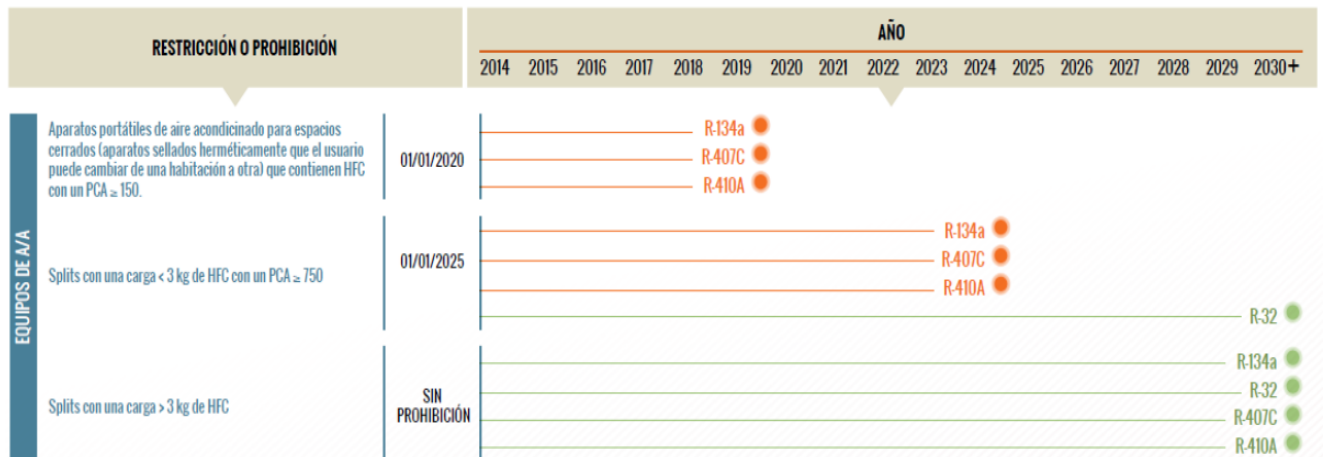 RESTRICCIÓN O PROHIBICIÓN
AÑO
2014 2015 2016 2017 2018 2019 2020 2021 2022 2023 2024 2025 2026 2027 2028 2029 2030+
EQUIPOS DE A/A
Aparatos portátiles de aire acondicinado para espacios
cerrados (aparatos sellados herméticamente que el usuario
puede cambiar de una habitación a otra) que contienen HFC
con un PCA ≥ 150.
01/01/2020
R-134a
R-407C
R-410A
Splits con una carga < 3 kg de HFC con un PCA ≥ 750
01/01/2025
R-134a
R-407C
R-410A
R-32
Splits con una carga > 3 kg de HFC
SIN
PROHIBICIÓN
R-134a
R-32
R-407C
R-410A